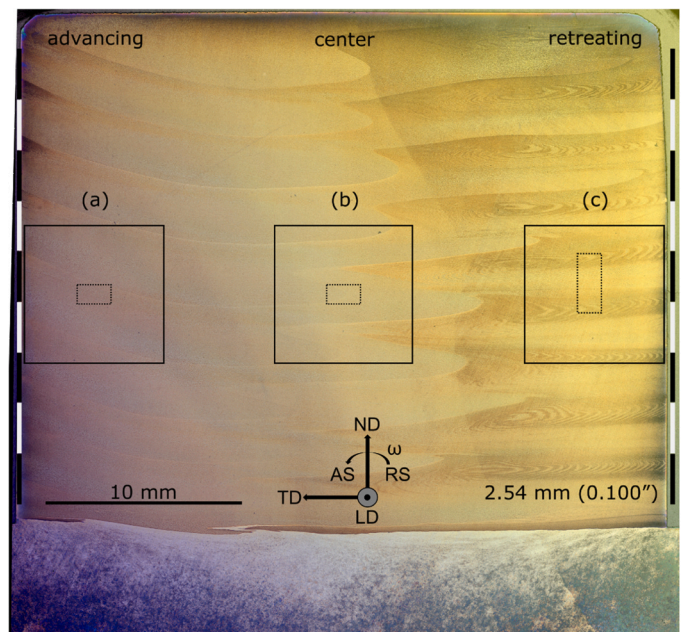 advancing center retreating
(a) (b) (c)
ND
ω
AS RS
10 mm TD 2.54 mm (0.100”)
LD